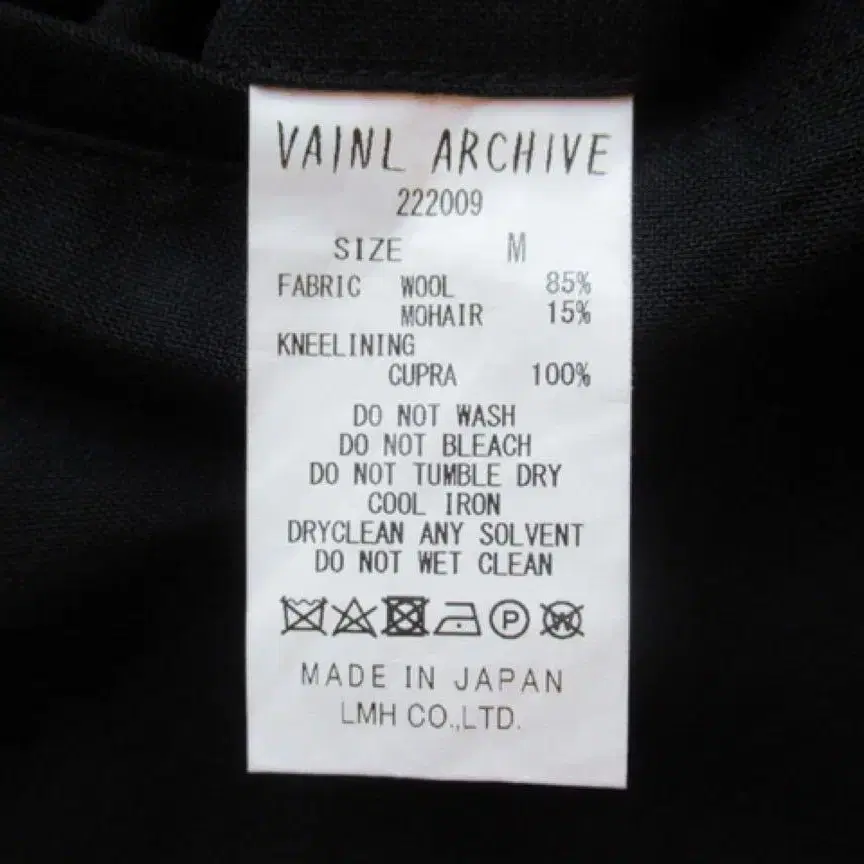 VAINL ARCHIVE
222009
SIZE M
FABRIC WOOL 85%
MOHAIR 15%
KNEELINING
CUPRA 100%
DO NOT WASH
DO NOT BLEACH
DO NOT TUMBLE DRY
COOL IRON
DRYCLEAN ANY SOLVENT
DO NOT WET CLEAN
P W
MADE IN JAPAN
LMH CO.,LTD.